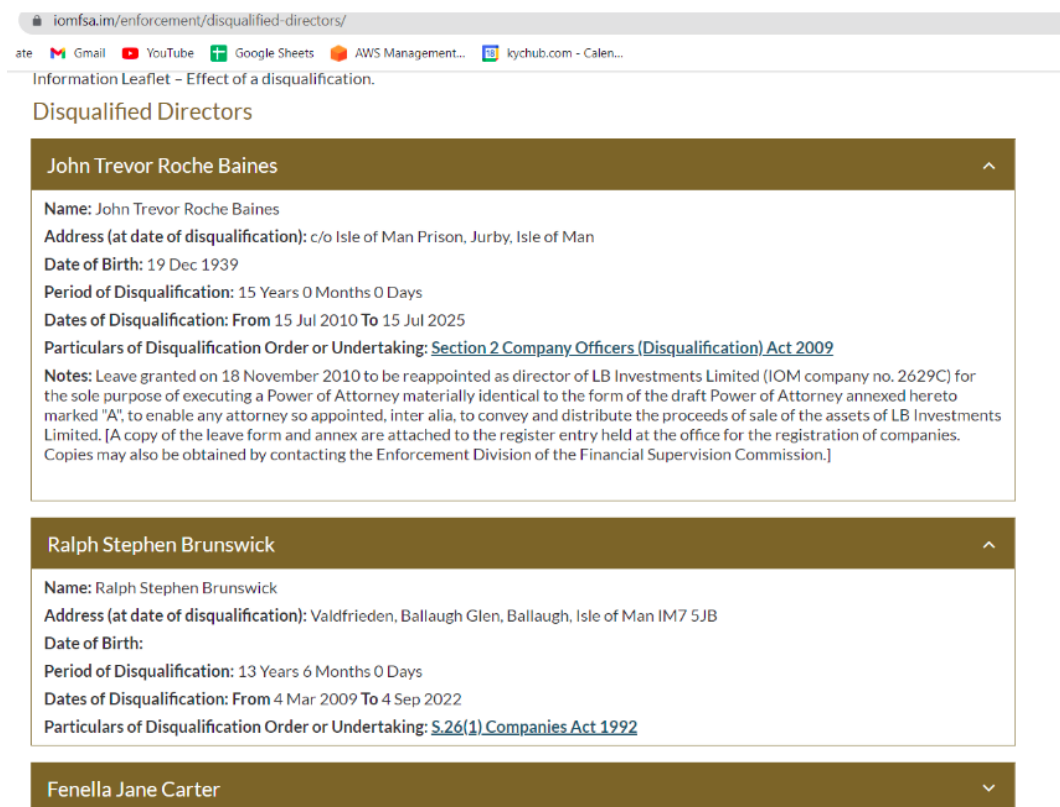 iomfsa.im/enforcement/disqualified-directors/
ate Gmail YouTube Google Sheets AWS Management... 18 kychub.com - Calen...
Information Leaflet – Effect of a disqualification.
Disqualified Directors
John Trevor Roche Baines
Name: John Trevor Roche Baines
Address (at date of disqualification): c/o Isle of Man Prison, Jurby, Isle of Man
Date of Birth: 19 Dec 1939
Period of Disqualification: 15 Years 0 Months 0 Days
Dates of Disqualification: From 15 Jul 2010 To 15 Jul 2025
Particulars of Disqualification Order or Undertaking: Section 2 Company Officers (Disqualification) Act 2009
Notes: Leave granted on 18 November 2010 to be reappointed as director of LB Investments Limited (IOM company no. 2629C) for
the sole purpose of executing a Power of Attorney materially identical to the form of the draft Power of Attorney annexed hereto
marked "A", to enable any attorney so appointed, inter alia, to convey and distribute the proceeds of sale of the assets of LB Investments
Limited. [A copy of the leave form and annex are attached to the register entry held at the office for the registration of companies.
Copies may also be obtained by contacting the Enforcement Division of the Financial Supervision Commission.]
Ralph Stephen Brunswick
Name: Ralph Stephen Brunswick
Address (at date of disqualification): Valdfrieden, Ballaugh Glen, Ballaugh, Isle of Man IM7 5JB
Date of Birth:
Period of Disqualification: 13 Years 6 Months 0 Days
Dates of Disqualification: From 4 Mar 2009 To 4 Sep 2022
Particulars of Disqualification Order or Undertaking: S.26(1) Companies Act 1992
Fenella Jane Carter